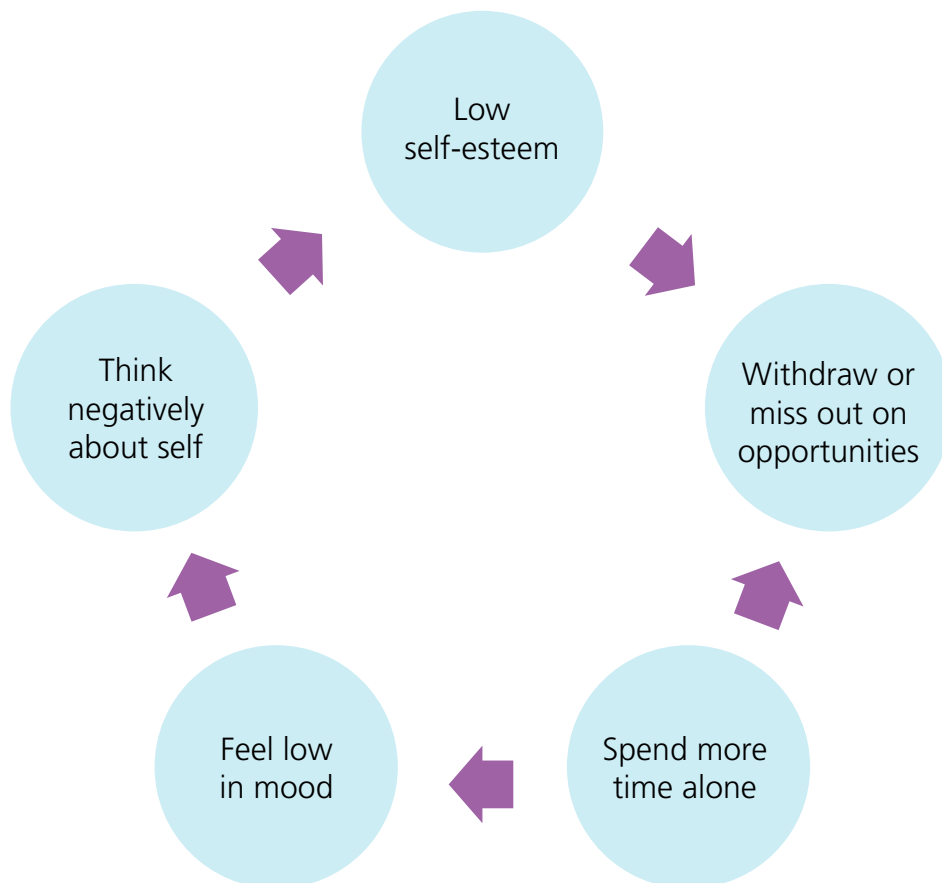 Low
self-esteem
Withdraw or
miss out on
opportunities
Spend more
time alone
Feel low
in mood
Think
negatively
about self